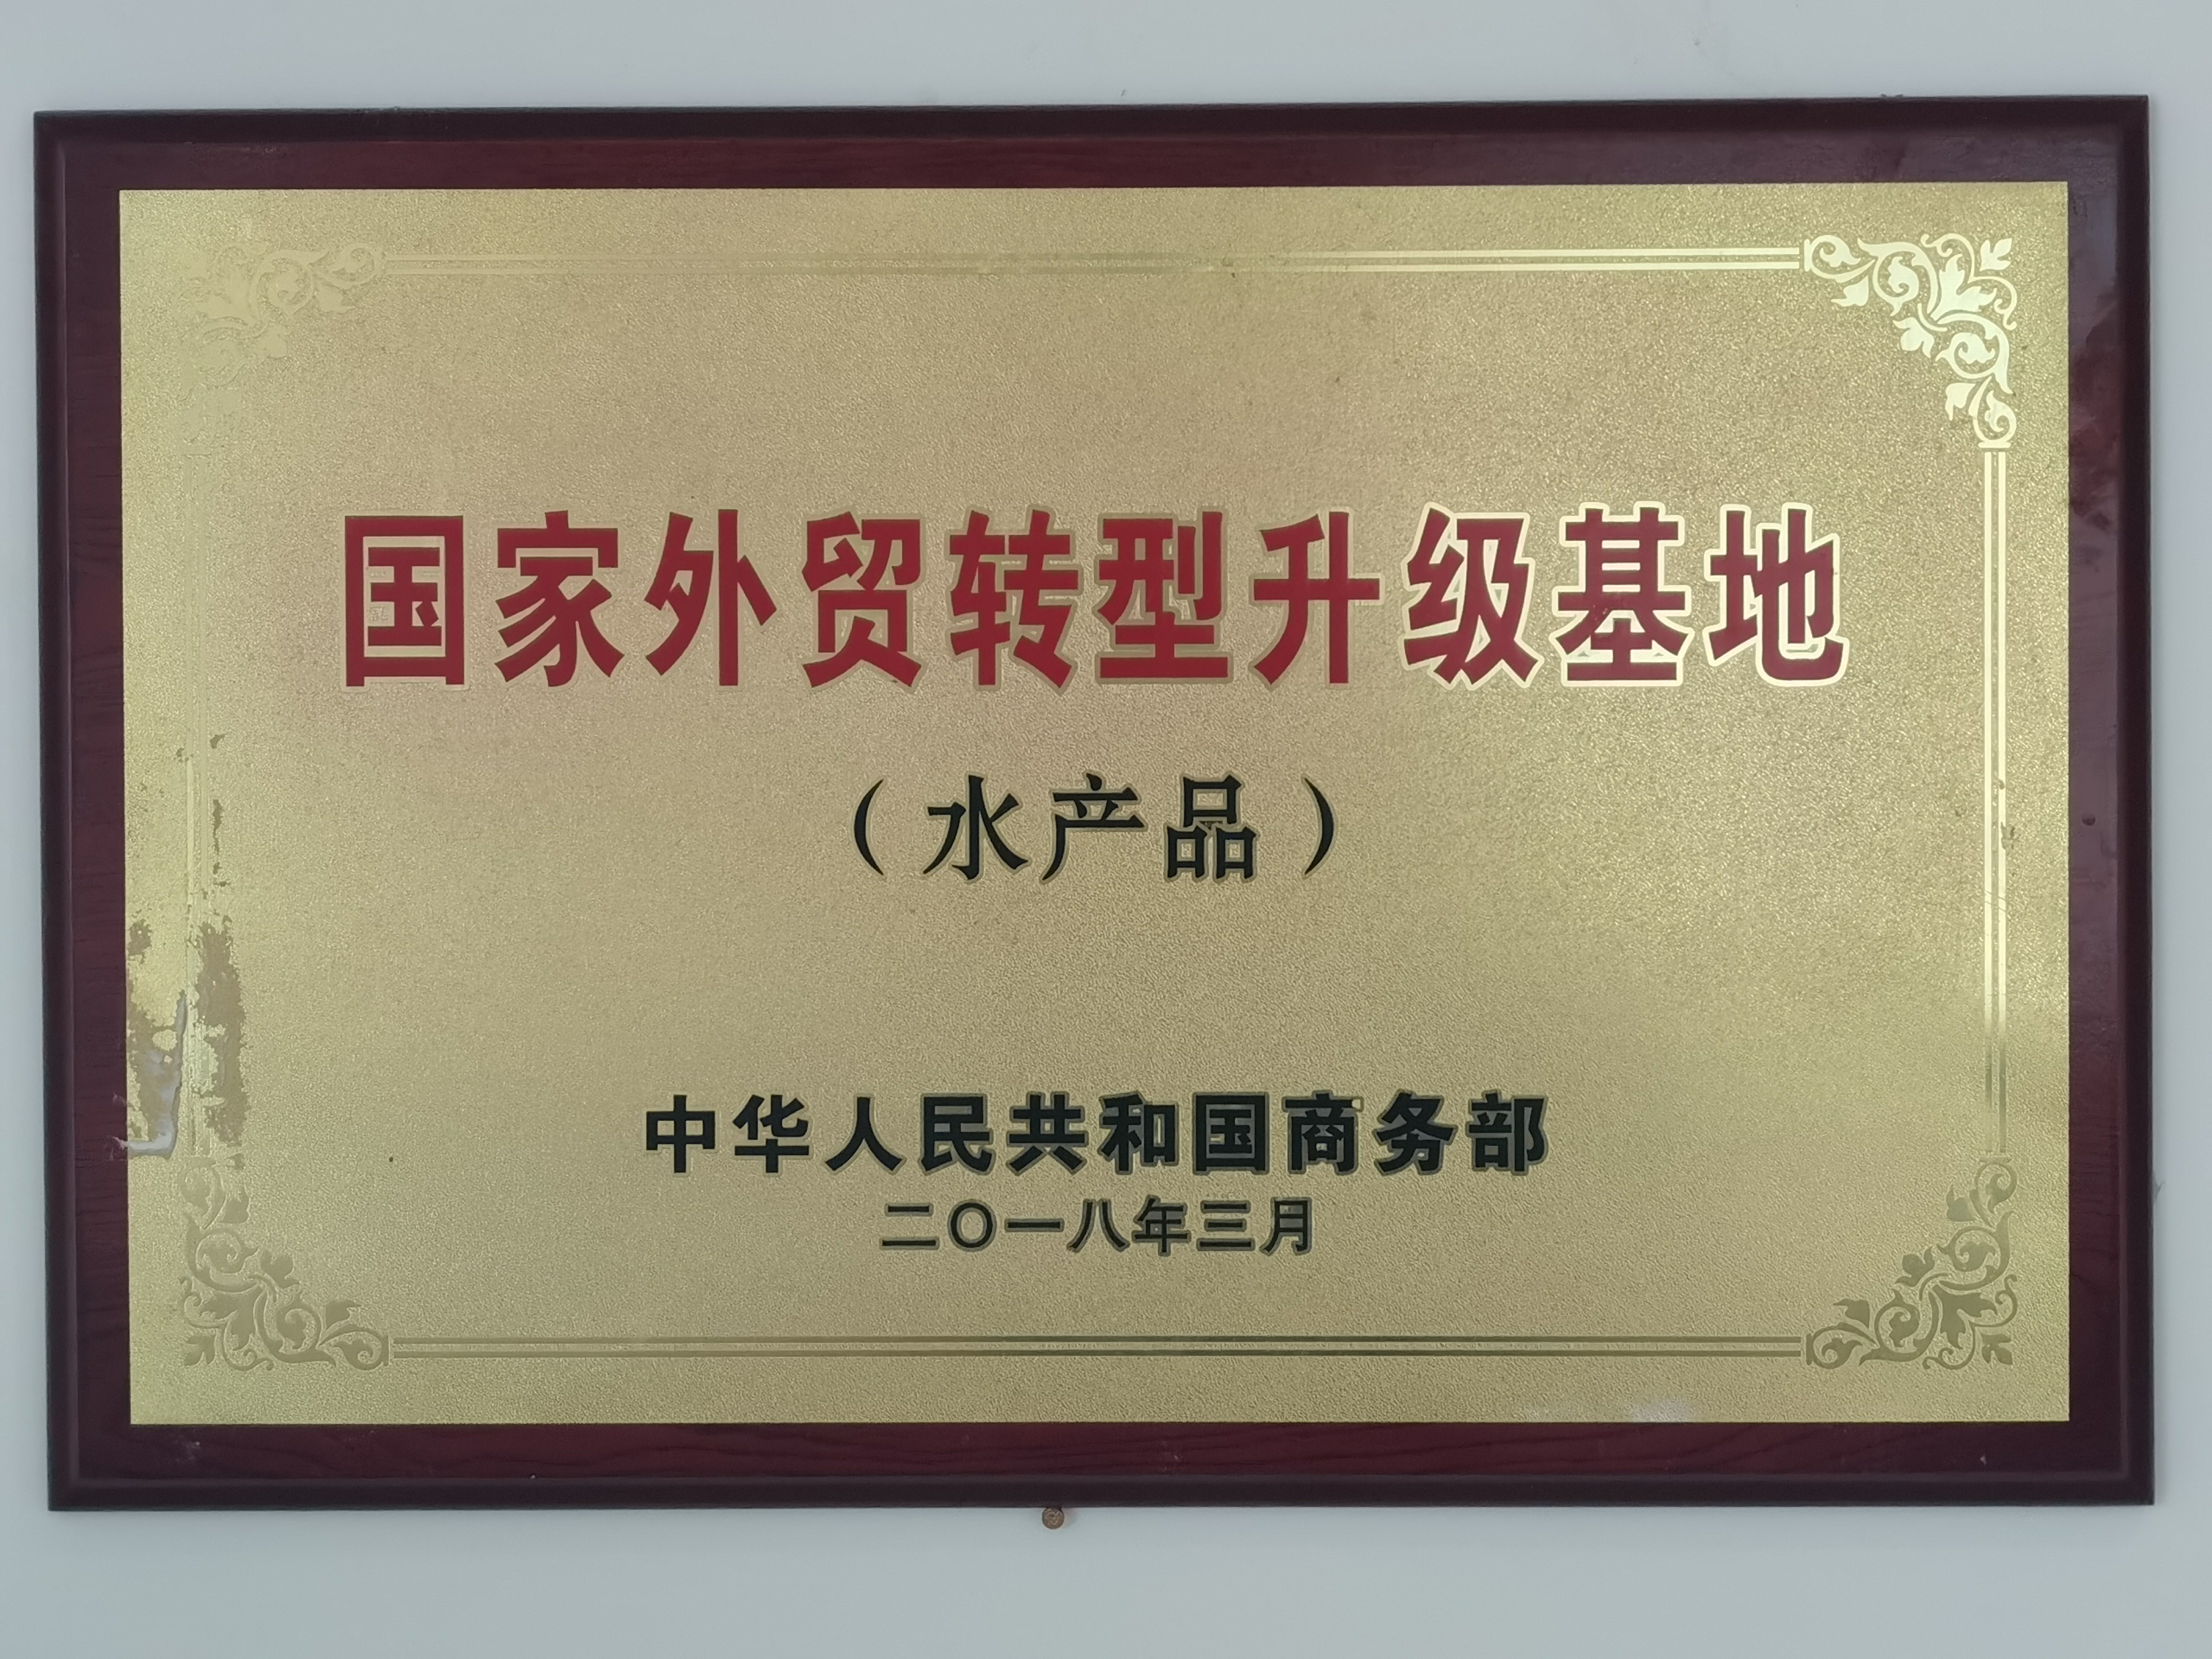 国家外贸转型升级基地
（水产品）
中华人民共和国商务部
二〇一八年三月